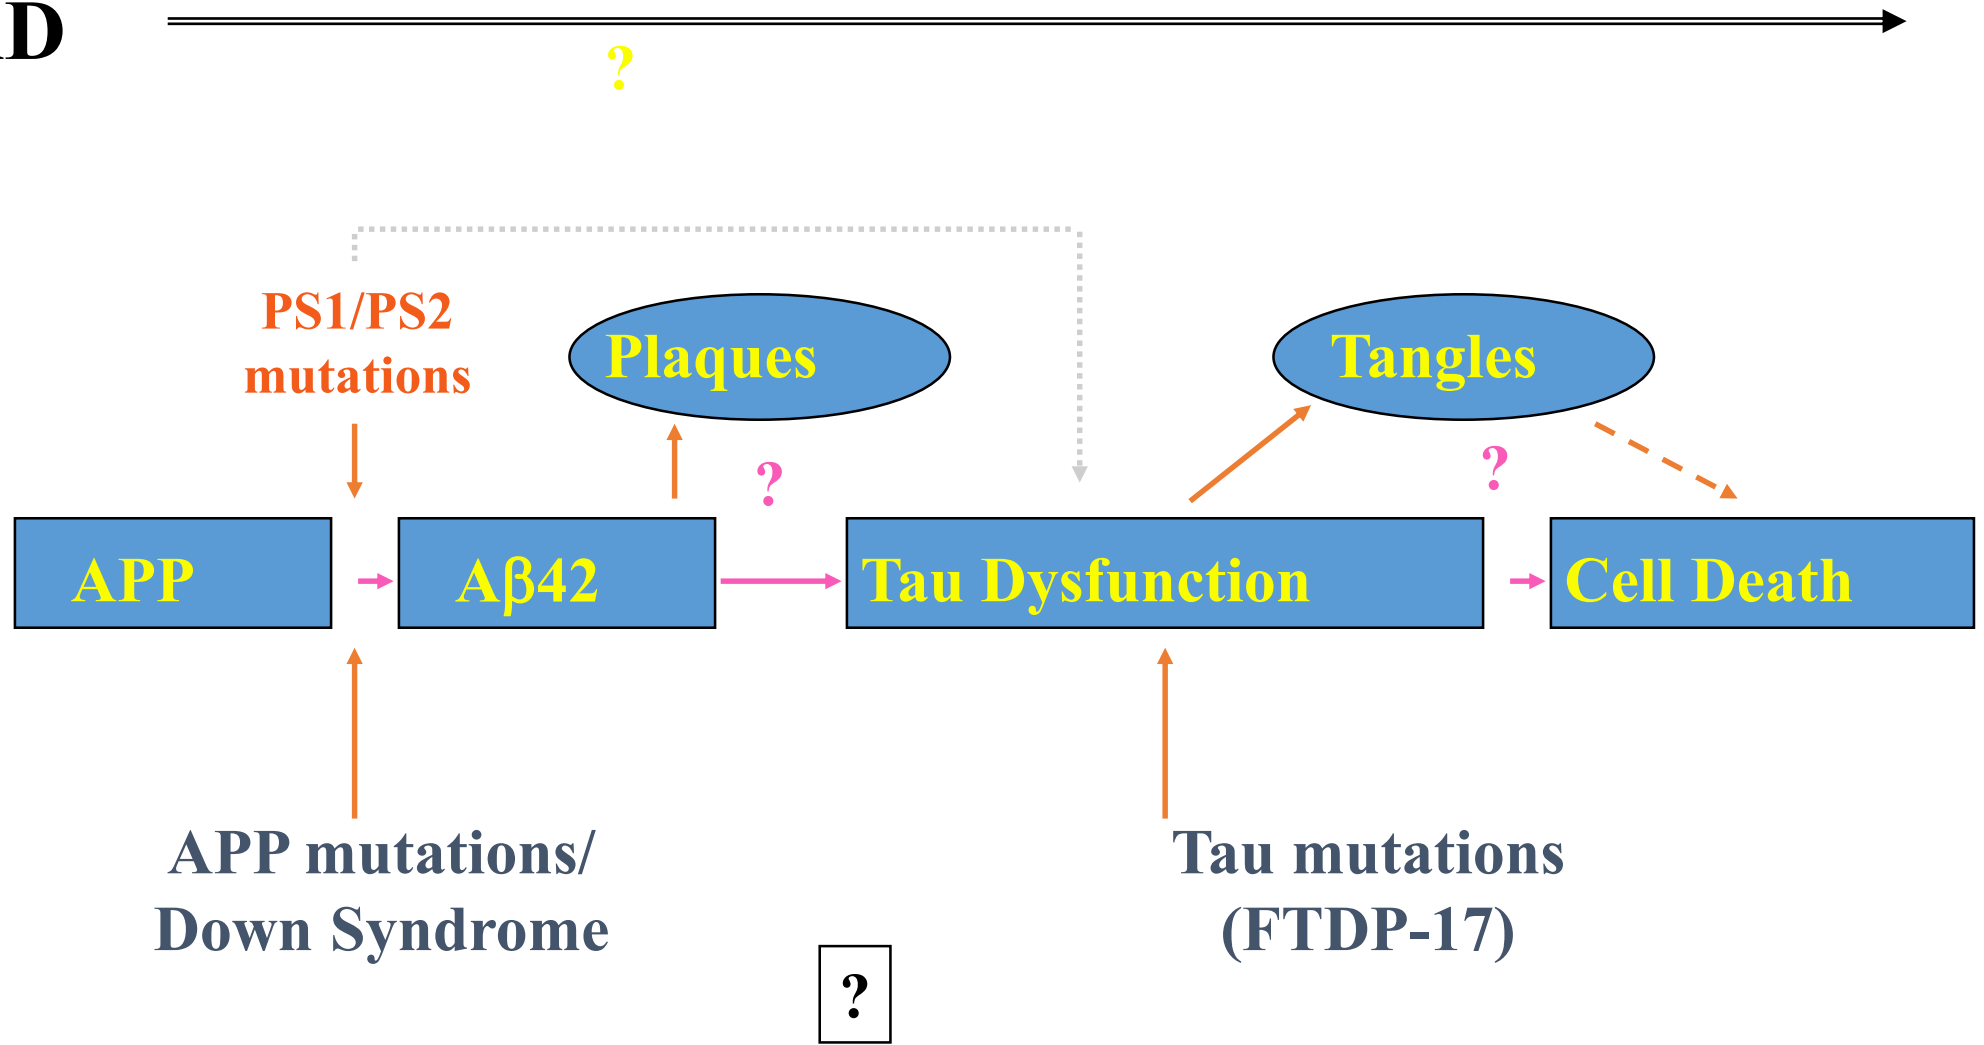 D
?
PS1/PS2
mutations
Plaques
Tangles
?
?
APP
Aβ42
Tau Dysfunction
Cell Death
APP mutations/
Down Syndrome
Tau mutations
(FTDP-17)
?